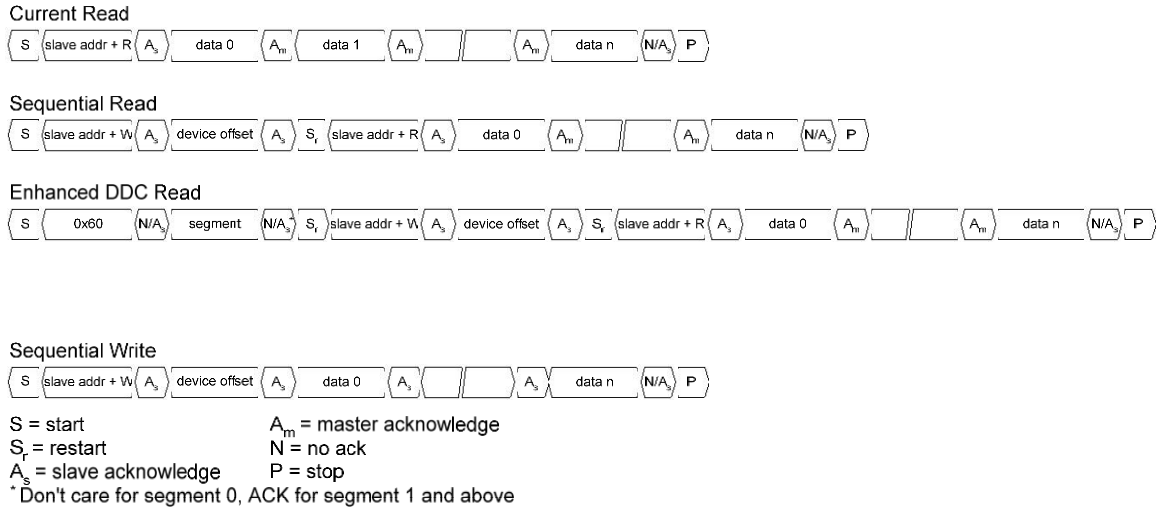 Current Read
S slave addr + R As data 0 Am data 1 Am Am data n N/As P
Sequential Read
S slave addr + W As device offset As Sr slave addr + R As data 0 Am Am data n N/As P
Enhanced DDC Read
S 0x60 N/As segment N/As* Sr slave addr + W As device offset As Sr slave addr + R As data 0 Am Am data n N/As P
Sequential Write
S slave addr + W As device offset As data 0 As As data n N/As P
S = start Am = master acknowledge
Sr = restart N = no ack
As = slave acknowledge P = stop
* Don't care for segment 0, ACK for segment 1 and above